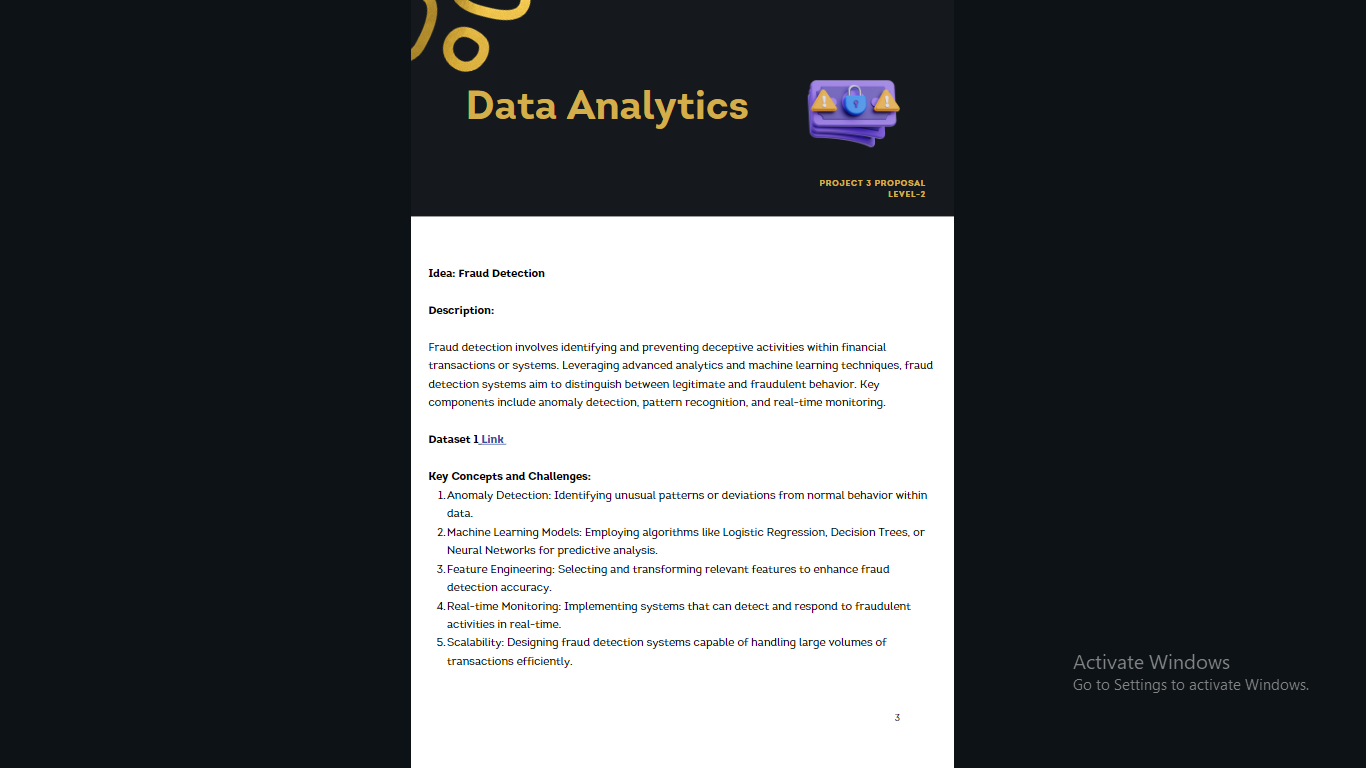 Data Analytics
PROJECT 3 PROPOSAL
LEVEL-2
Idea: Fraud Detection
Description:
Fraud detection involves identifying and preventing deceptive activities within financial
transactions or systems. Leveraging advanced analytics and machine learning techniques, fraud
detection systems aim to distinguish between legitimate and fraudulent behavior. Key
components include anomaly detection, pattern recognition, and real-time monitoring.
Dataset 1 Link
Key Concepts and Challenges:
1. Anomaly Detection: Identifying unusual patterns or deviations from normal behavior within
data.
2. Machine Learning Models: Employing algorithms like Logistic Regression, Decision Trees, or
Neural Networks for predictive analysis.
3. Feature Engineering: Selecting and transforming relevant features to enhance fraud
detection accuracy.
4. Real-time Monitoring: Implementing systems that can detect and respond to fraudulent
activities in real-time.
5. Scalability: Designing fraud detection systems capable of handling large volumes of
transactions efficiently.
3
Activate Windows
Go to Settings to activate Windows.